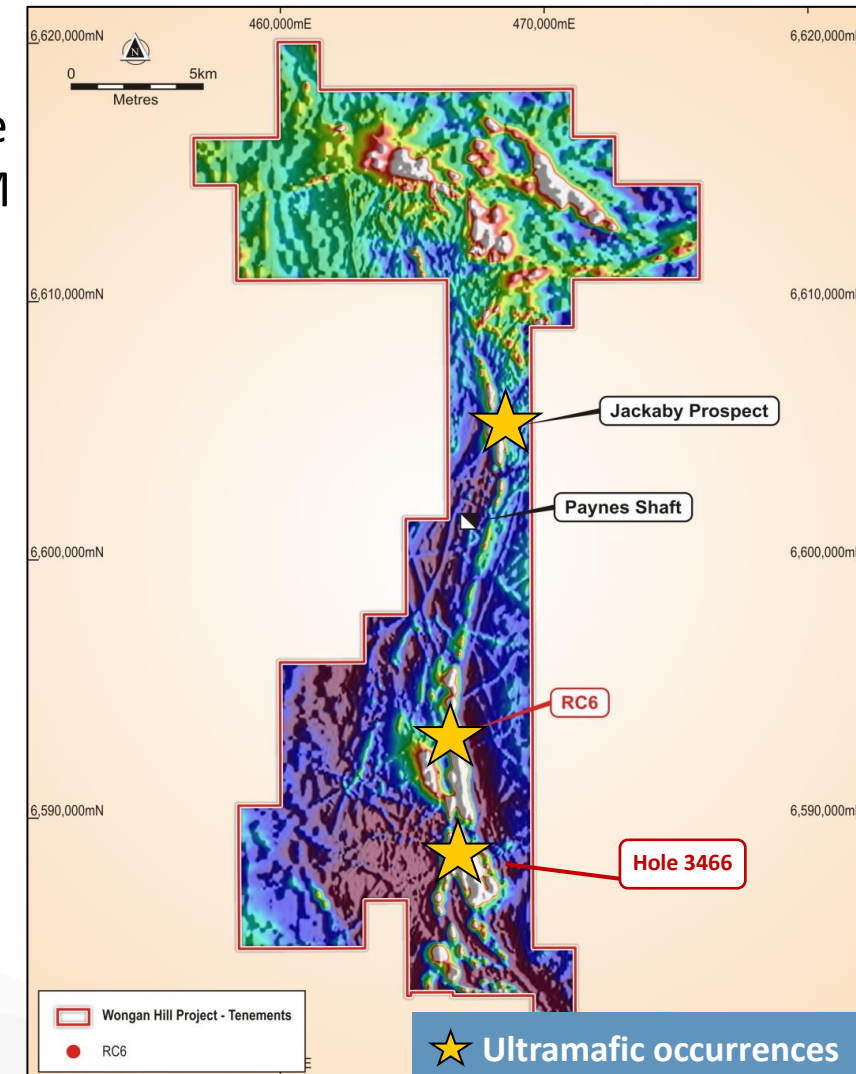 460,000mE
470,000mE
6,620,000mN
6,620,000m
N
0 5km
Metres
e
6,610,000mN
6,610,000mN
Jackaby Prospect
Paynes Shaft
6,600,000mN
6,600,000mN
RC6
6,590,000mN
6,590,000mN
Hole 3466
Wongan Hill Project - Tenements
RC6
E
Ultramafic occurrences